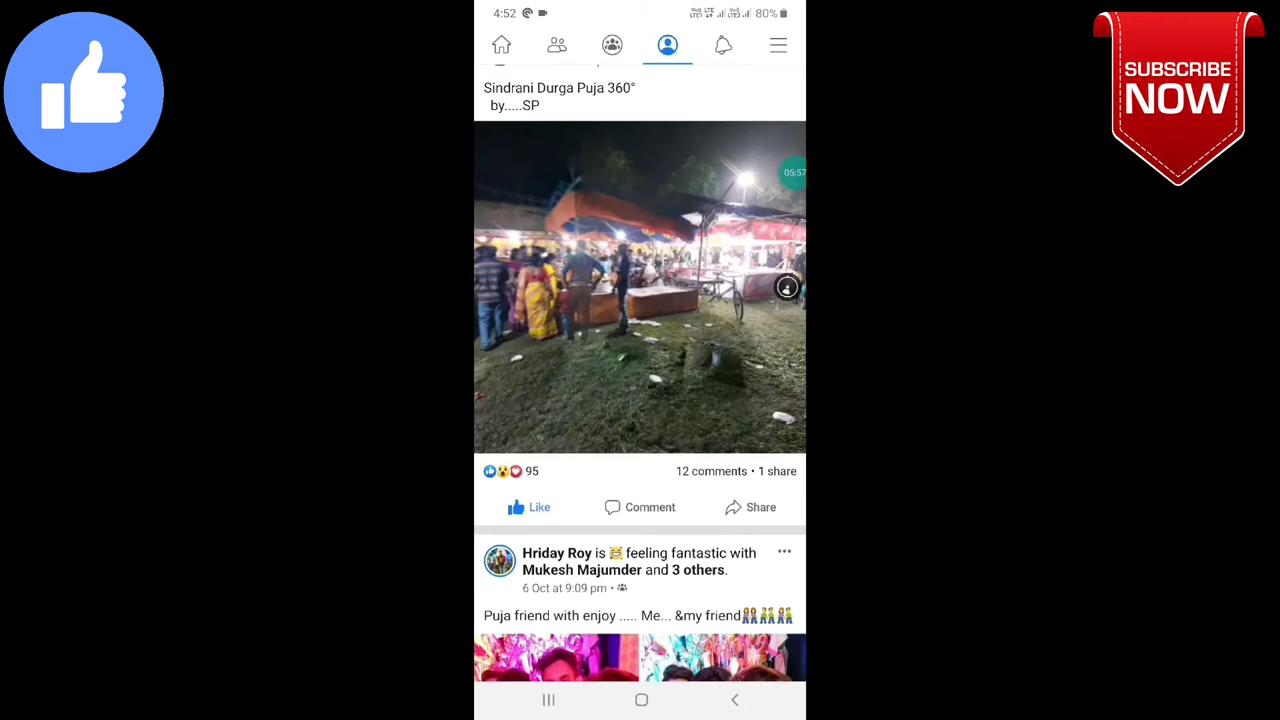 4:52
80%
SUBSCRIBE
NOW
Sindrani Durga Puja 360°
by.....SP
05:57
95
12 comments • 1 share
Like
Comment
Share
Hriday Roy is 😆 feeling fantastic with
Mukesh Majumder and 3 others.
6 Oct at 9:09 pm •
Puja friend with enjoy ..... Me... &my friend👭👬👫